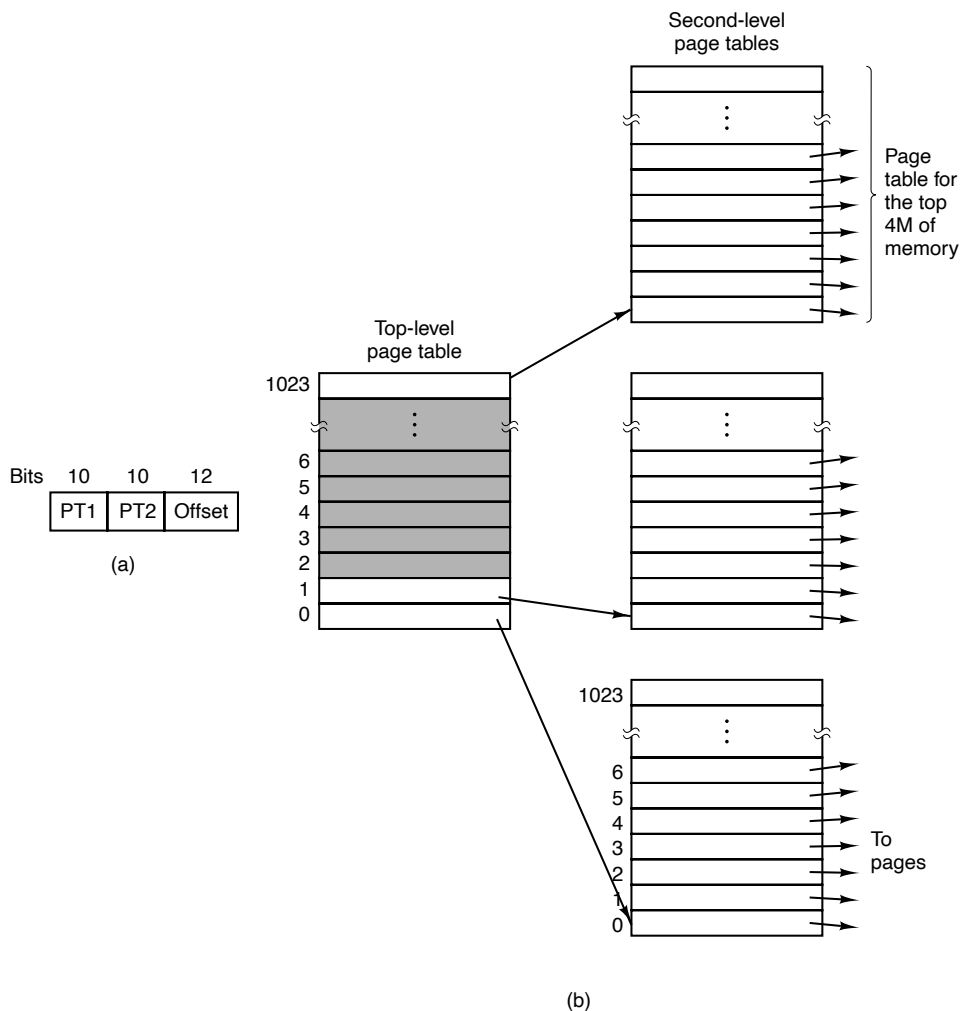 Second-level
page tables
Page
table for
the top
4M of
memory
Top-level
page table
1023
6
5
4
3
2
1
0
Bits 10 10 12
PT1 PT2 Offset
(a)
1023
6
5
4
3
2
1
0
To
pages
(b)